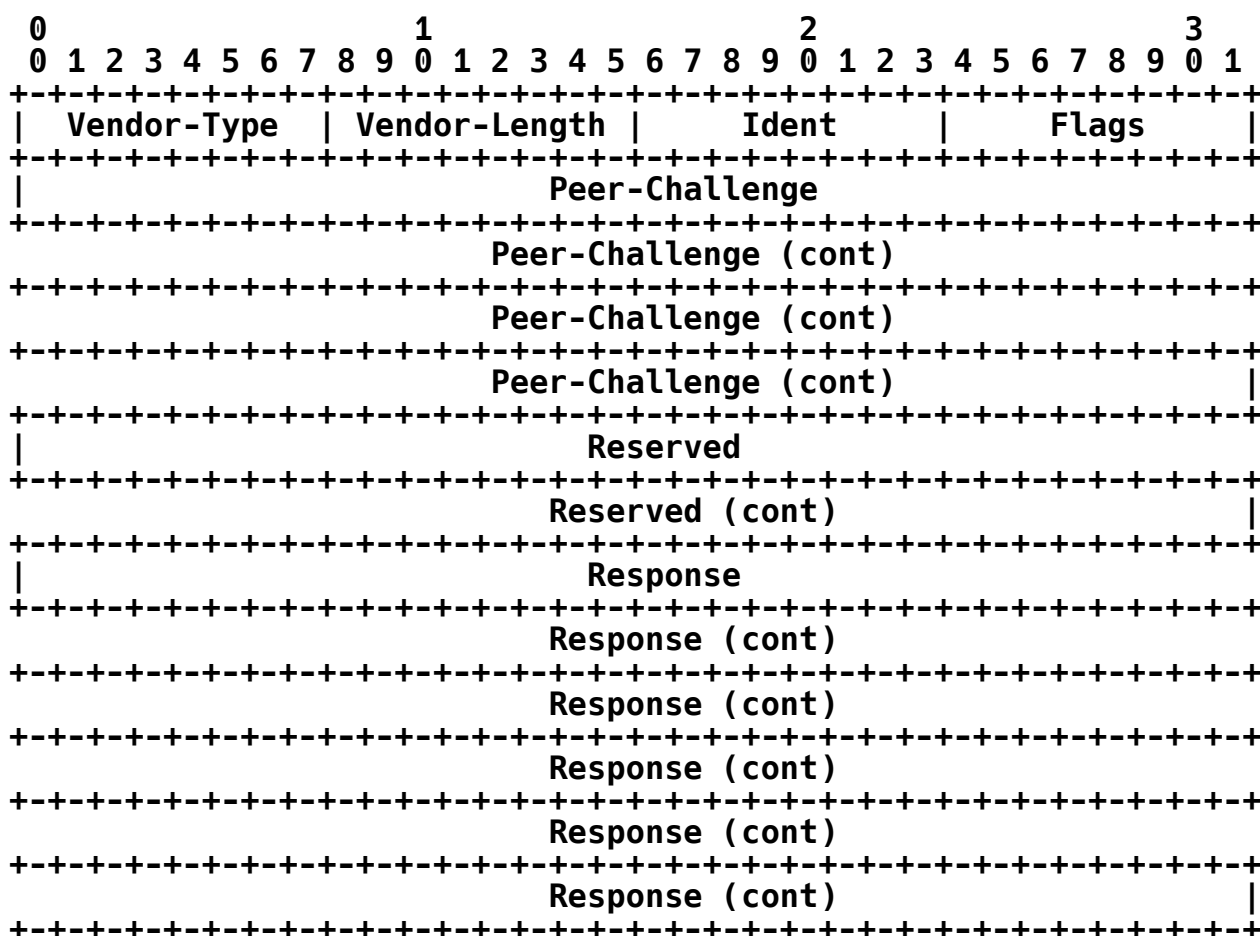 0                   1                   2                   3
 0 1 2 3 4 5 6 7 8 9 0 1 2 3 4 5 6 7 8 9 0 1 2 3 4 5 6 7 8 9 0 1
+-+-+-+-+-+-+-+-+-+-+-+-+-+-+-+-+-+-+-+-+-+-+-+-+-+-+-+-+-+-+-+-+
|  Vendor-Type  | Vendor-Length |     Ident     |     Flags     |
+-+-+-+-+-+-+-+-+-+-+-+-+-+-+-+-+-+-+-+-+-+-+-+-+-+-+-+-+-+-+-+-+
|                           Peer-Challenge
+-+-+-+-+-+-+-+-+-+-+-+-+-+-+-+-+-+-+-+-+-+-+-+-+-+-+-+-+-+-+-+-+
                         Peer-Challenge (cont)
+-+-+-+-+-+-+-+-+-+-+-+-+-+-+-+-+-+-+-+-+-+-+-+-+-+-+-+-+-+-+-+-+
                         Peer-Challenge (cont)
+-+-+-+-+-+-+-+-+-+-+-+-+-+-+-+-+-+-+-+-+-+-+-+-+-+-+-+-+-+-+-+-+
                         Peer-Challenge (cont)                  |
+-+-+-+-+-+-+-+-+-+-+-+-+-+-+-+-+-+-+-+-+-+-+-+-+-+-+-+-+-+-+-+-+
|                             Reserved
+-+-+-+-+-+-+-+-+-+-+-+-+-+-+-+-+-+-+-+-+-+-+-+-+-+-+-+-+-+-+-+-+
                            Reserved (cont)                     |
+-+-+-+-+-+-+-+-+-+-+-+-+-+-+-+-+-+-+-+-+-+-+-+-+-+-+-+-+-+-+-+-+
|                             Response
+-+-+-+-+-+-+-+-+-+-+-+-+-+-+-+-+-+-+-+-+-+-+-+-+-+-+-+-+-+-+-+-+
                            Response (cont)
+-+-+-+-+-+-+-+-+-+-+-+-+-+-+-+-+-+-+-+-+-+-+-+-+-+-+-+-+-+-+-+-+
                            Response (cont)
+-+-+-+-+-+-+-+-+-+-+-+-+-+-+-+-+-+-+-+-+-+-+-+-+-+-+-+-+-+-+-+-+
                            Response (cont)
+-+-+-+-+-+-+-+-+-+-+-+-+-+-+-+-+-+-+-+-+-+-+-+-+-+-+-+-+-+-+-+-+
                            Response (cont)
+-+-+-+-+-+-+-+-+-+-+-+-+-+-+-+-+-+-+-+-+-+-+-+-+-+-+-+-+-+-+-+-+
                            Response (cont)                     |
+-+-+-+-+-+-+-+-+-+-+-+-+-+-+-+-+-+-+-+-+-+-+-+-+-+-+-+-+-+-+-+-+